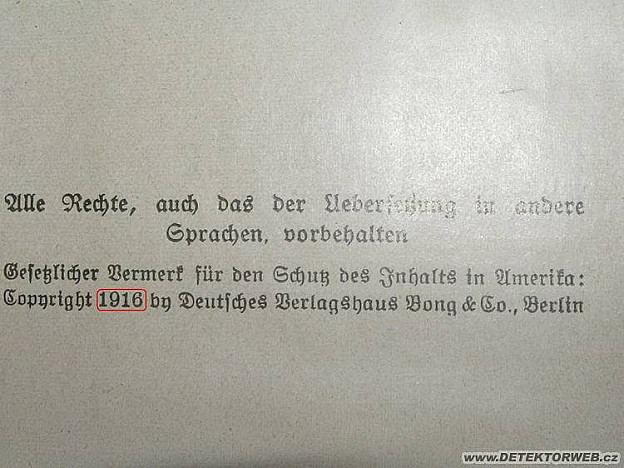 Alle Rechte, auch das der Uebersetzung in andere
Sprachen, vorbehalten
Gesetzlicher Vermerk für den Schutz des Inhalts in Amerika:
Copyright 1916 by Deutsches Verlagshaus Bong & Co., Berlin
www.DETEKTORWEB.cz